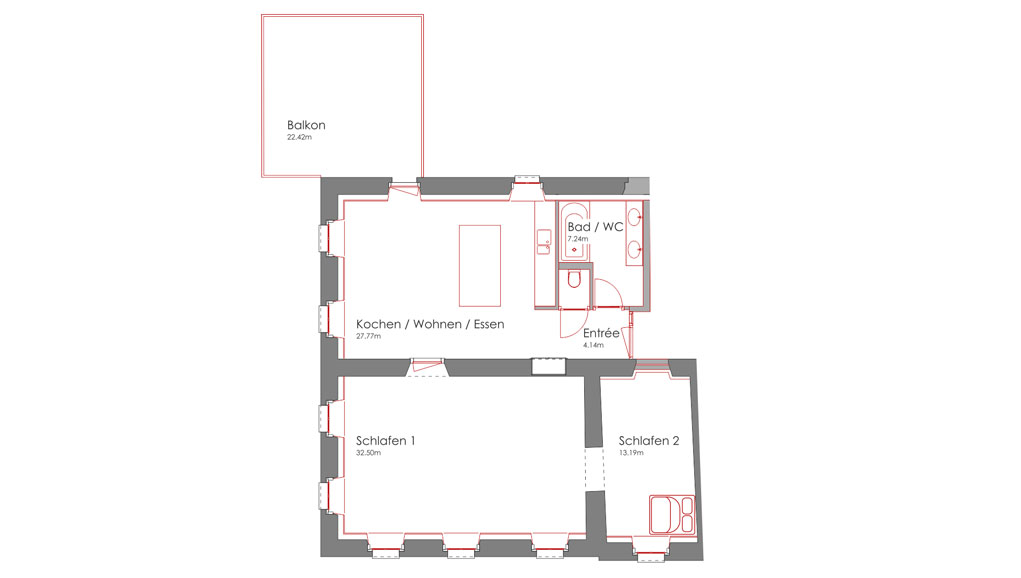 Balkon
22.42m
Bad / WC
7.24m
Kochen / Wohnen / Essen
27.77m
Entrée
4.14m
Schlafen 1
32.50m
Schlafen 2
13.19m